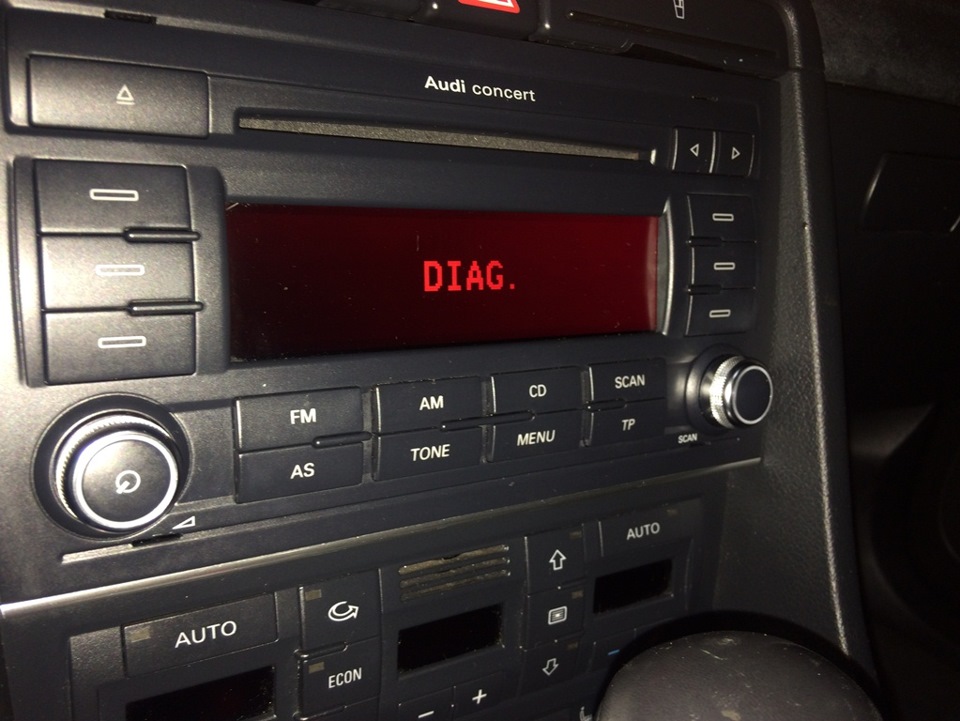 Audi concert
DIAG.
FM
AM
CD
SCAN
AS
TONE
MENU
TP
SCAN
AUTO
AUTO
ECON
+
−